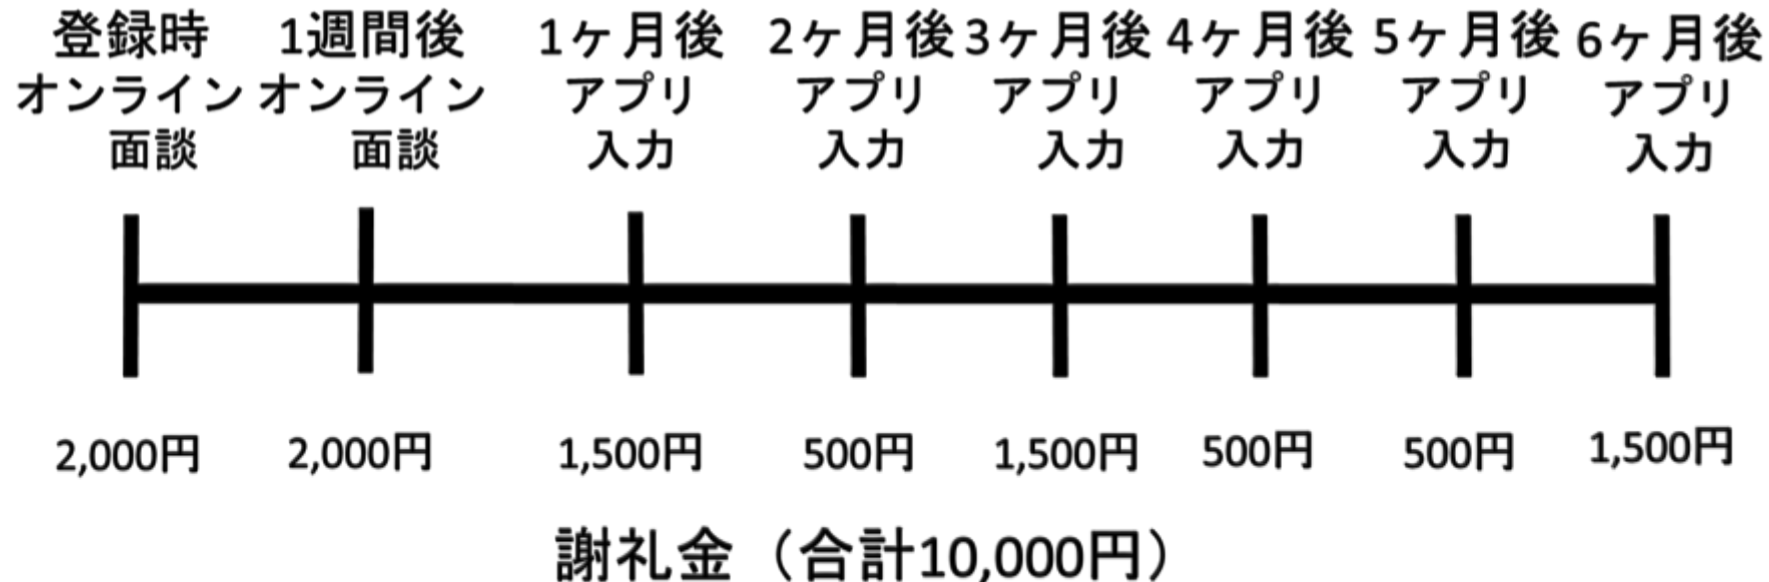 登録時 1週間後 1ヶ月後 2ヶ月後 3ヶ月後 4ヶ月後 5ヶ月後 6ヶ月後
オンライン オンライン アプリ アプリ アプリ アプリ アプリ アプリ
面談 面談 入力 入力 入力 入力 入力 入力
2,000円 2,000円 1,500円 500円 1,500円 500円 500円 1,500円
謝礼金（合計10,000円）